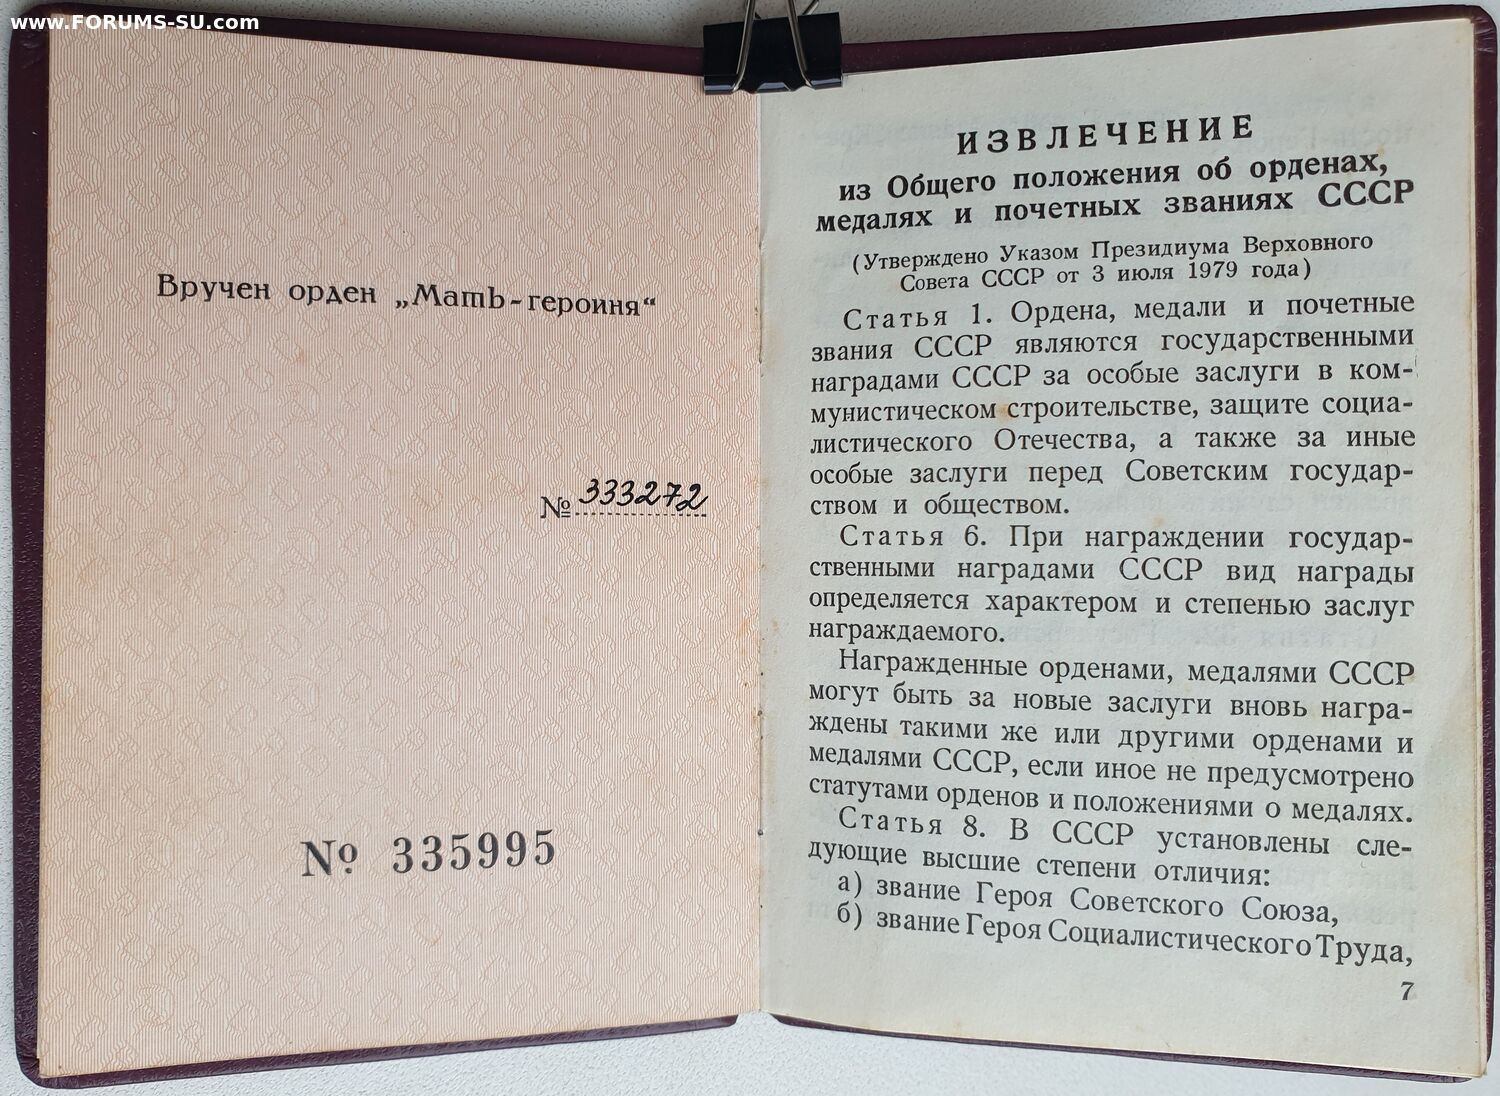 www.FORUMS-SU.com
Вручен орден „Мать-героиня“
№ 333272
№ 335995
ИЗВЛЕЧЕНИЕ
из Общего положения об орденах,
медалях и почетных званиях СССР
(Утверждено Указом Президиума Верховного
Совета СССР от 3 июля 1979 года)
Статья 1. Ордена, медали и почетные
звания СССР являются государственными
наградами СССР за особые заслуги в ком-
мунистическом строительстве, защите социа-
листического Отечества, а также за иные
особые заслуги перед Советским государ-
ством и обществом.
Статья 6. При награждении государ-
ственными наградами СССР вид награды
определяется характером и степенью заслуг
награждаемого.
Награжденные орденами, медалями СССР
могут быть за новые заслуги вновь награ-
ждены такими же или другими орденами и
медалями СССР, если иное не предусмотрено
статутами орденов и положениями о медалях.
Статья 8. В СССР установлены сле-
дующие высшие степени отличия:
а) звание Героя Советского Союза,
б) звание Героя Социалистического Труда,
7